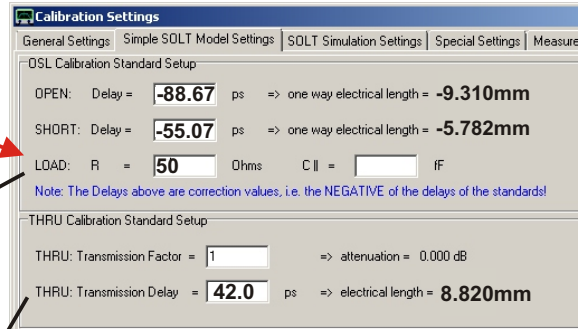 Calibration Settings
General Settings Simple SOLT Model Settings SOLT Simulation Settings Special Settings Measure
OSL Calibration Standard Setup
OPEN: Delay = -88.67 ps => one way electrical length = -9.310mm
SHORT: Delay = -55.07 ps => one way electrical length = -5.782mm
LOAD: R = 50 Ohms C || = fF
Note: The Delays above are correction values, i.e. the NEGATIVE of the delays of the standards!
THRU Calibration Standard Setup
THRU: Transmission Factor = 1 => attenuation = 0.000 dB
THRU: Transmission Delay = 42.0 ps => electrical length = 8.820mm